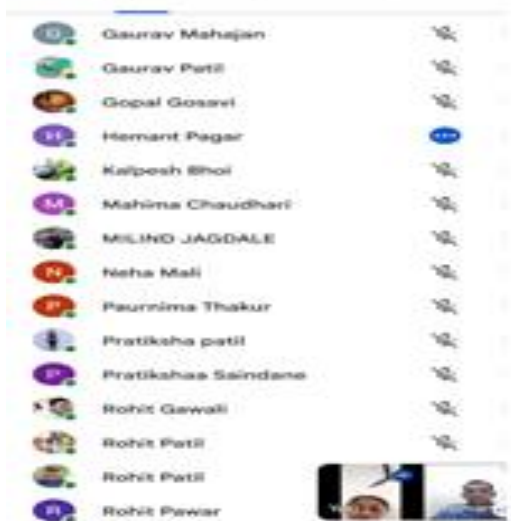 G
Gaurav Mahajan
Gaurav Patil
Gopal Gosavi
H
Hemant Pagar
Kalpesh Bhoi
M
Mahima Chaudhari
MILIND JAGDALE
N
Neha Mali
P
Paurnima Thakur
Pratiksha patil
P
Pratikshaa Saindane
Rohit Gawali
Rohit Patil
Rohit Patil
R
Rohit Pawar